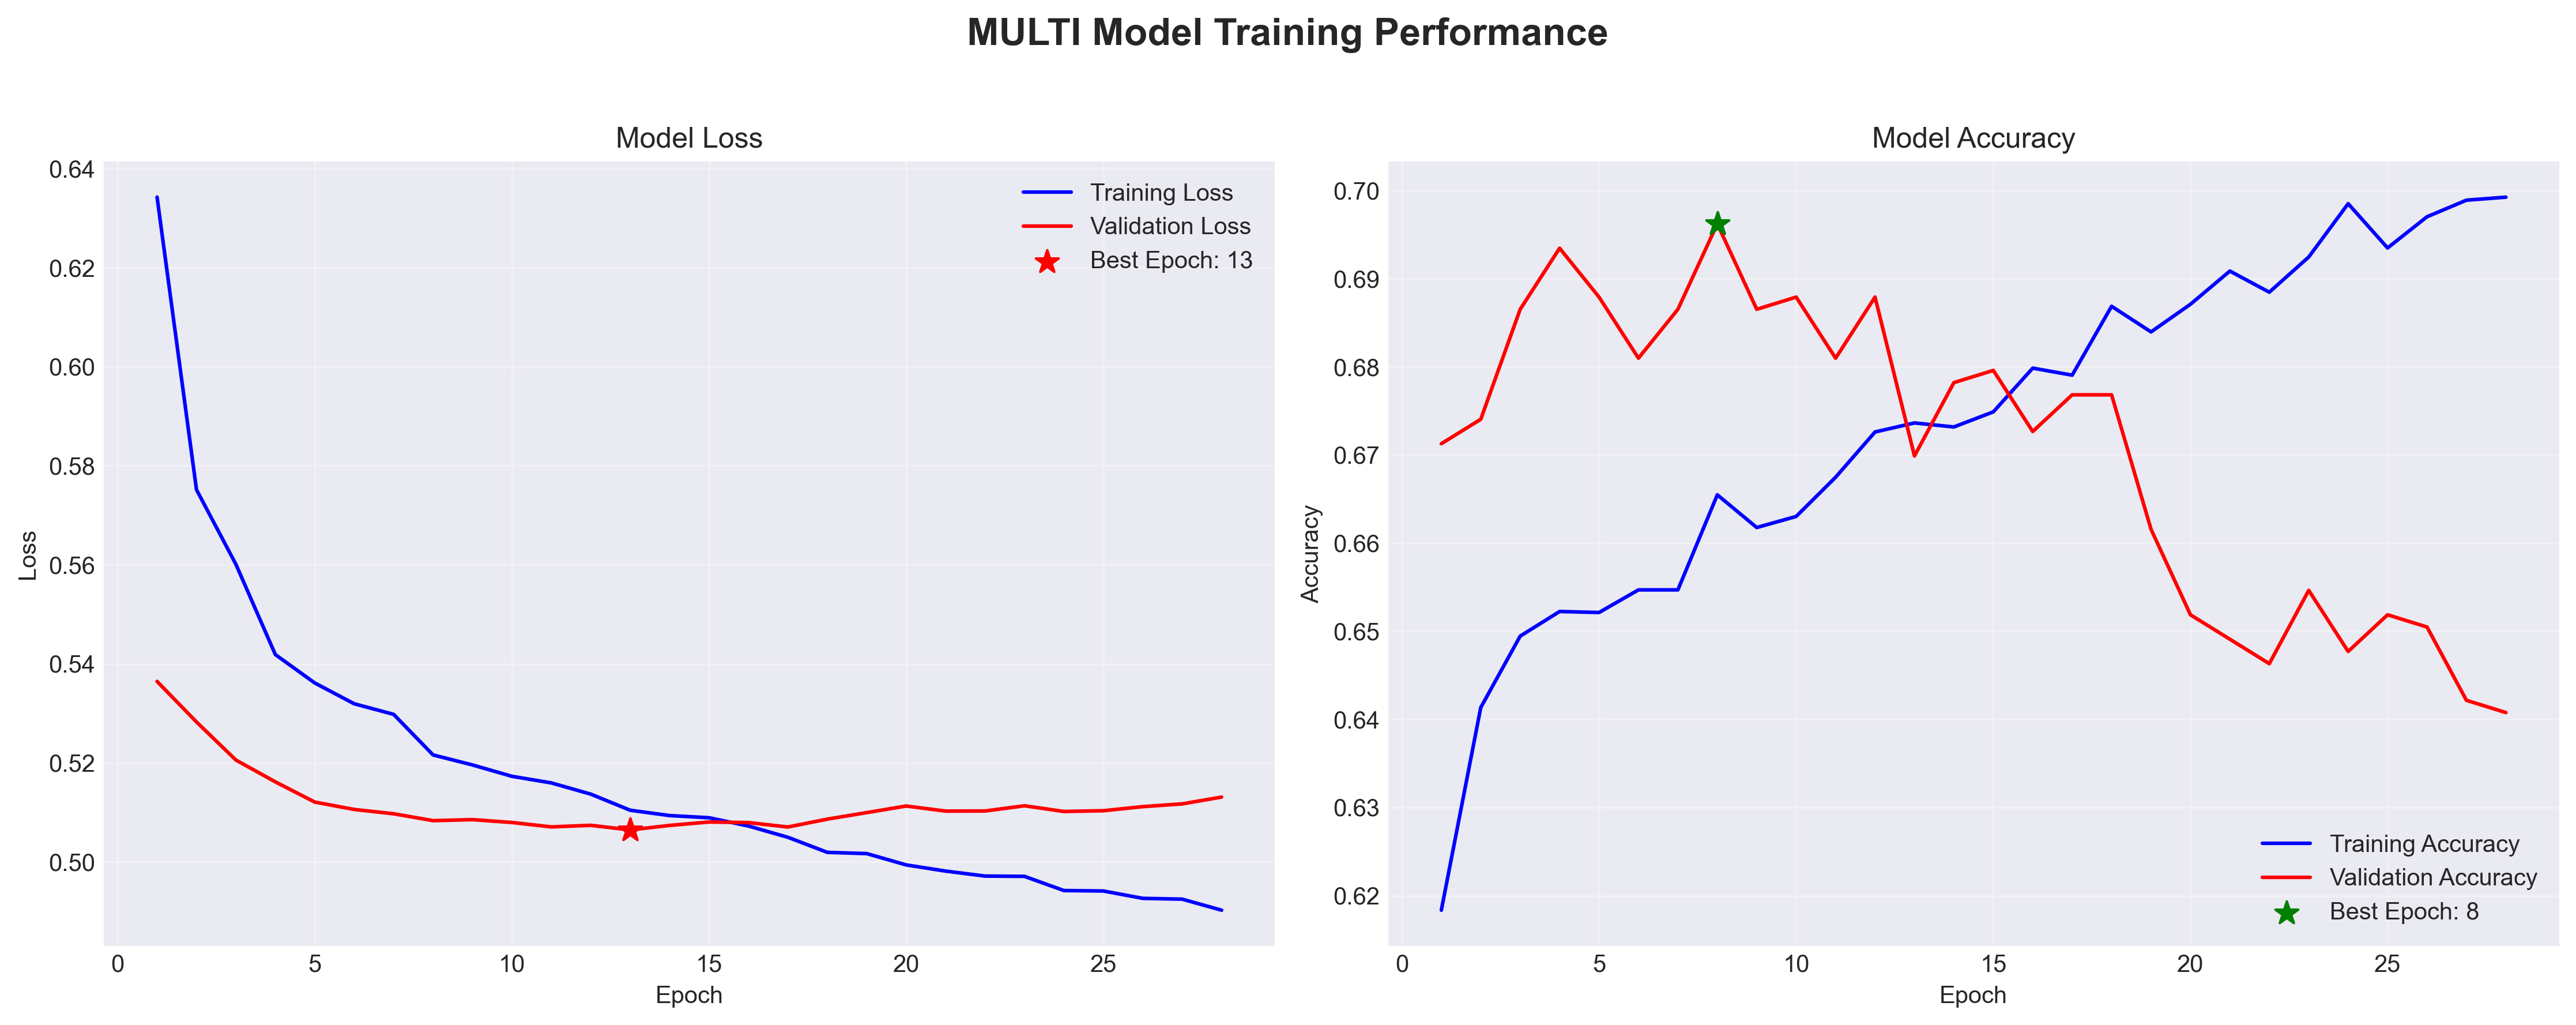 MULTI Model Training Performance
Model Loss
Loss
0.64
0.62
0.60
0.58
0.56
0.54
0.52
0.50
Training Loss
Validation Loss
Best Epoch: 13
0 5 10 15 20 25
Epoch
Model Accuracy
Accuracy
0.70
0.69
0.68
0.67
0.66
0.65
0.64
0.63
0.62
Training Accuracy
Validation Accuracy
Best Epoch: 8
0 5 10 15 20 25
Epoch